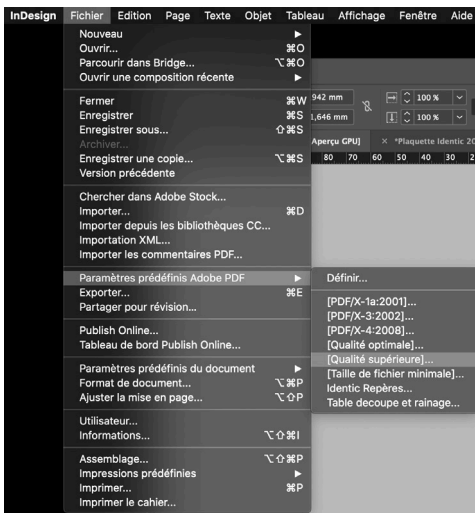 InDesign Fichier Edition Page Texte Objet Tableau Affichage Fenêtre Aide
Nouveau
Ouvrir... ⌘O
Parcourir dans Bridge... ⌥⌘O
Ouvrir une composition récente
Fermer ⌘W
Enregistrer ⌘S
Enregistrer sous... ⇧⌘S
Archiver...
Enregistrer une copie... ⌥⌘S
Version précédente
Chercher dans Adobe Stock...
Importer... ⌘D
Importer depuis les bibliothèques CC...
Importation XML...
Importer les commentaires PDF...
Paramètres prédéfinis Adobe PDF
Exporter... ⌘E
Partager pour révision...
Publish Online...
Tableau de bord Publish Online...
Paramètres prédéfinis du document
Format de document... ⌥⌘P
Ajuster la mise en page... ⌥⇧P
Utilisateur...
Informations... ⌥⇧⌘I
Assemblage... ⌥⇧⌘P
Impressions prédéfinies
Imprimer... ⌘P
Imprimer le cahier...
942 mm 100 %
1,646 mm 100 %
Aperçu GPU] × *Plaquette Identic 20
80 70 60 50 40 30 2
Définir...
[PDF/X-1a:2001]...
[PDF/X-3:2002]...
[PDF/X-4:2008]...
[Qualité optimale]...
[Qualité supérieure]...
[Taille de fichier minimale]...
Identic Repères...
Table decoupe et rainage...